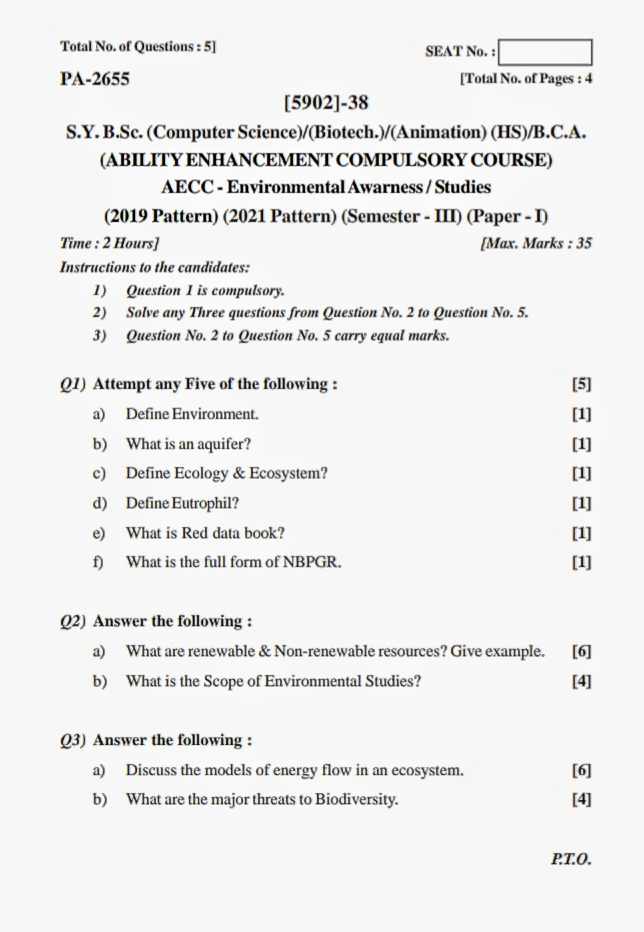 Total No. of Questions : 5]
SEAT No. :
PA-2655
[Total No. of Pages : 4
[5902]-38
S.Y. B.Sc. (Computer Science)/(Biotech.)/(Animation) (HS)/B.C.A.
(ABILITY ENHANCEMENT COMPULSORY COURSE)
AECC - Environmental Awarness / Studies
(2019 Pattern) (2021 Pattern) (Semester - III) (Paper - I)
Time : 2 Hours] [Max. Marks : 35
Instructions to the candidates:
1) Question 1 is compulsory.
2) Solve any Three questions from Question No. 2 to Question No. 5.
3) Question No. 2 to Question No. 5 carry equal marks.
Q1) Attempt any Five of the following : [5]
a) Define Environment. [1]
b) What is an aquifer? [1]
c) Define Ecology & Ecosystem? [1]
d) Define Eutrophil? [1]
e) What is Red data book? [1]
f) What is the full form of NBPGR. [1]
Q2) Answer the following :
a) What are renewable & Non-renewable resources? Give example. [6]
b) What is the Scope of Environmental Studies? [4]
Q3) Answer the following :
a) Discuss the models of energy flow in an ecosystem. [6]
b) What are the major threats to Biodiversity. [4]
P.T.O.